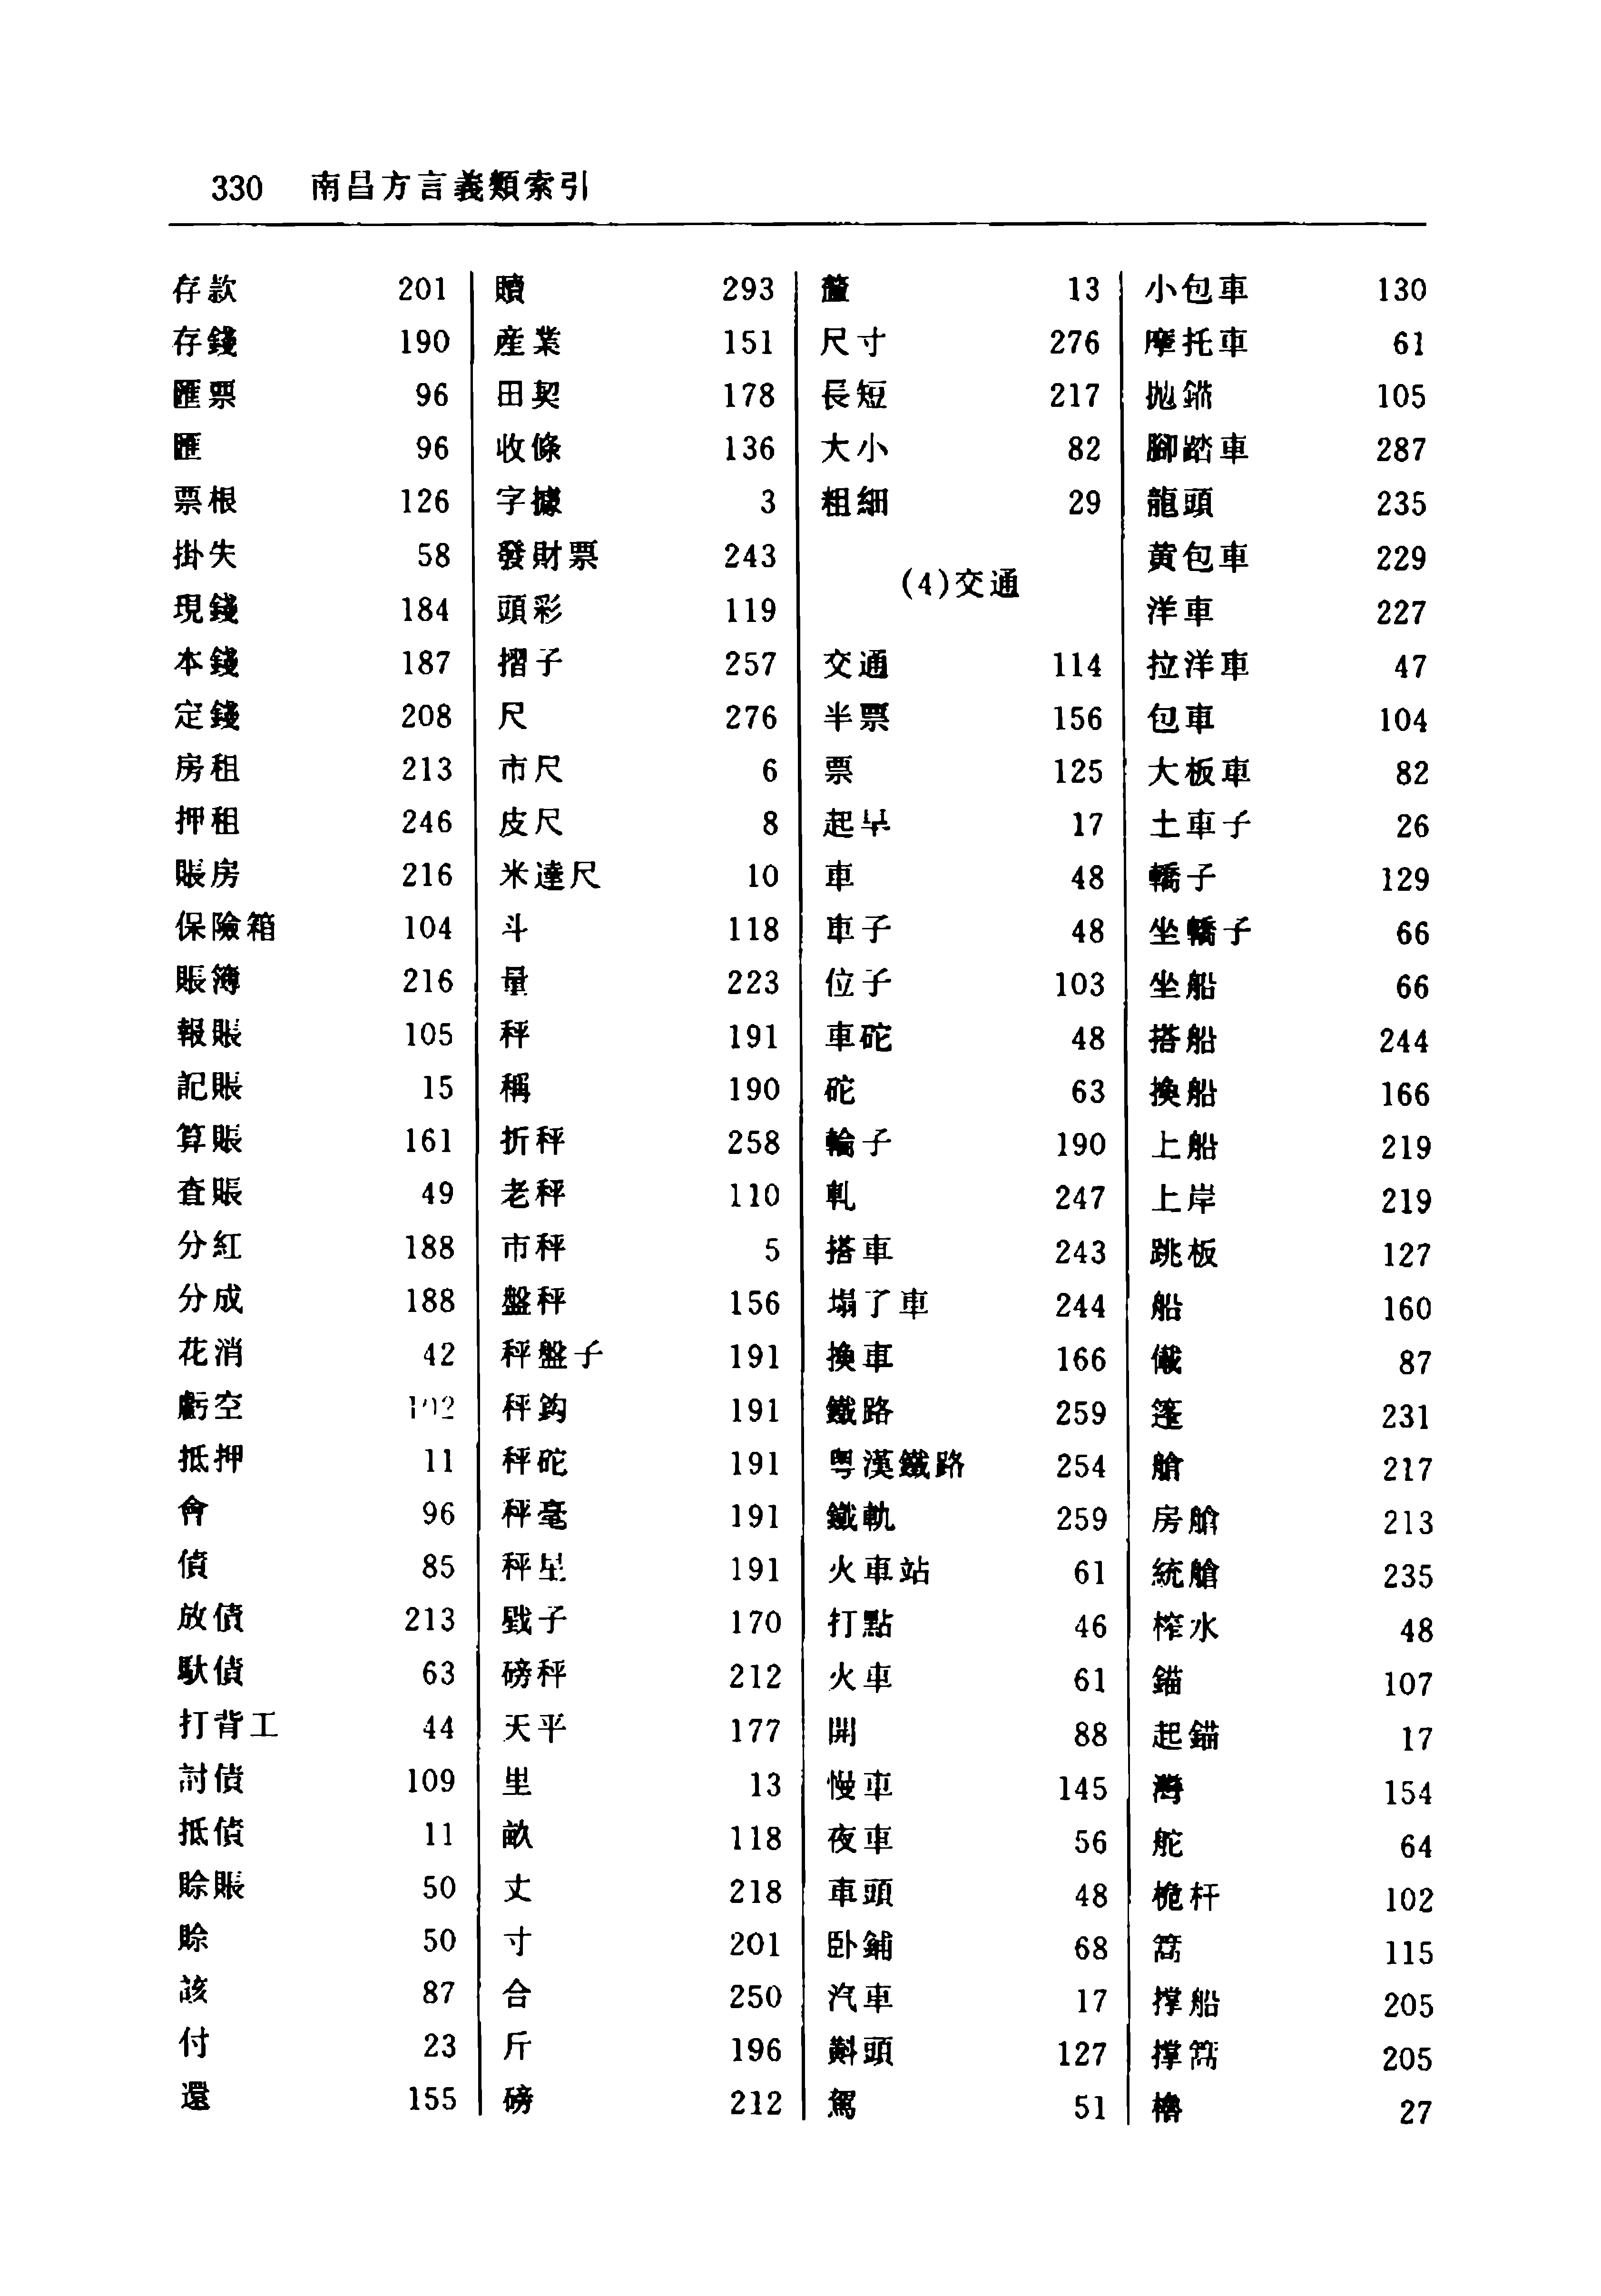 330 南昌方言義類索引
存款 201
存錢 190
匯票 96
匯 96
票根 126
掛失 58
現錢 184
本錢 187
定錢 208
房租 213
押租 246
賬房 216
保險箱 104
賬簿 216
報賬 105
記賬 15
算賬 161
查賬 49
分紅 188
分成 188
花消 42
虧空
抵押 11
會 96
債 85
放債 213
馱債 63
打背工 44
討債 109
抵債 11
賒賬 50
賒 50
該 87
付 23
還 155
贖 293
産業 151
田契 178
收條 136
字據 3
發財票 243
頭彩 119
摺子 257
尺 276
市尺 6
皮尺 8
米達尺 10
斗 118
量 223
秤 191
稱 190
折秤 258
老秤 110
市秤 5
盤秤 156
秤盤子 191
秤鈎 191
秤砣 191
秤毫 191
秤星 191
戥子 170
磅秤 212
天平 177
里 13
畝 118
丈 218
寸 201
合 250
斤 196
磅 212
釐 13
尺寸 276
長短 217
大小 82
粗細 29
(4)交通
交通 114
半票 156
票 125
起早 17
車 48
車子 48
位子 103
車砣 48
砣 63
輪子 190
軋 247
搭車 243
塌了車 244
換車 166
鐵路 259
粤漢鐵路 254
鐵軌 259
火車站 61
打點 46
火車 61
開 88
慢車 145
夜車 56
車頭 48
卧鋪 68
汽車 17
斢頭 127
駕 51
小包車 130
摩托車 61
抛錨 105
腳踏車 287
龍頭 235
黄包車 229
洋車 227
拉洋車 47
包車 104
大板車 82
土車子 26
轎子 129
坐轎子 66
坐船 66
搭船 244
換船 166
上船 219
上岸 219
跳板 127
船 160
儎 87
篷 231
艙 217
房艙 213
統艙 235
榨水 48
錨 107
起錨 17
灣 154
舵 64
桅杆 102
篙 115
撑船 205
撑篙 205
櫓 27